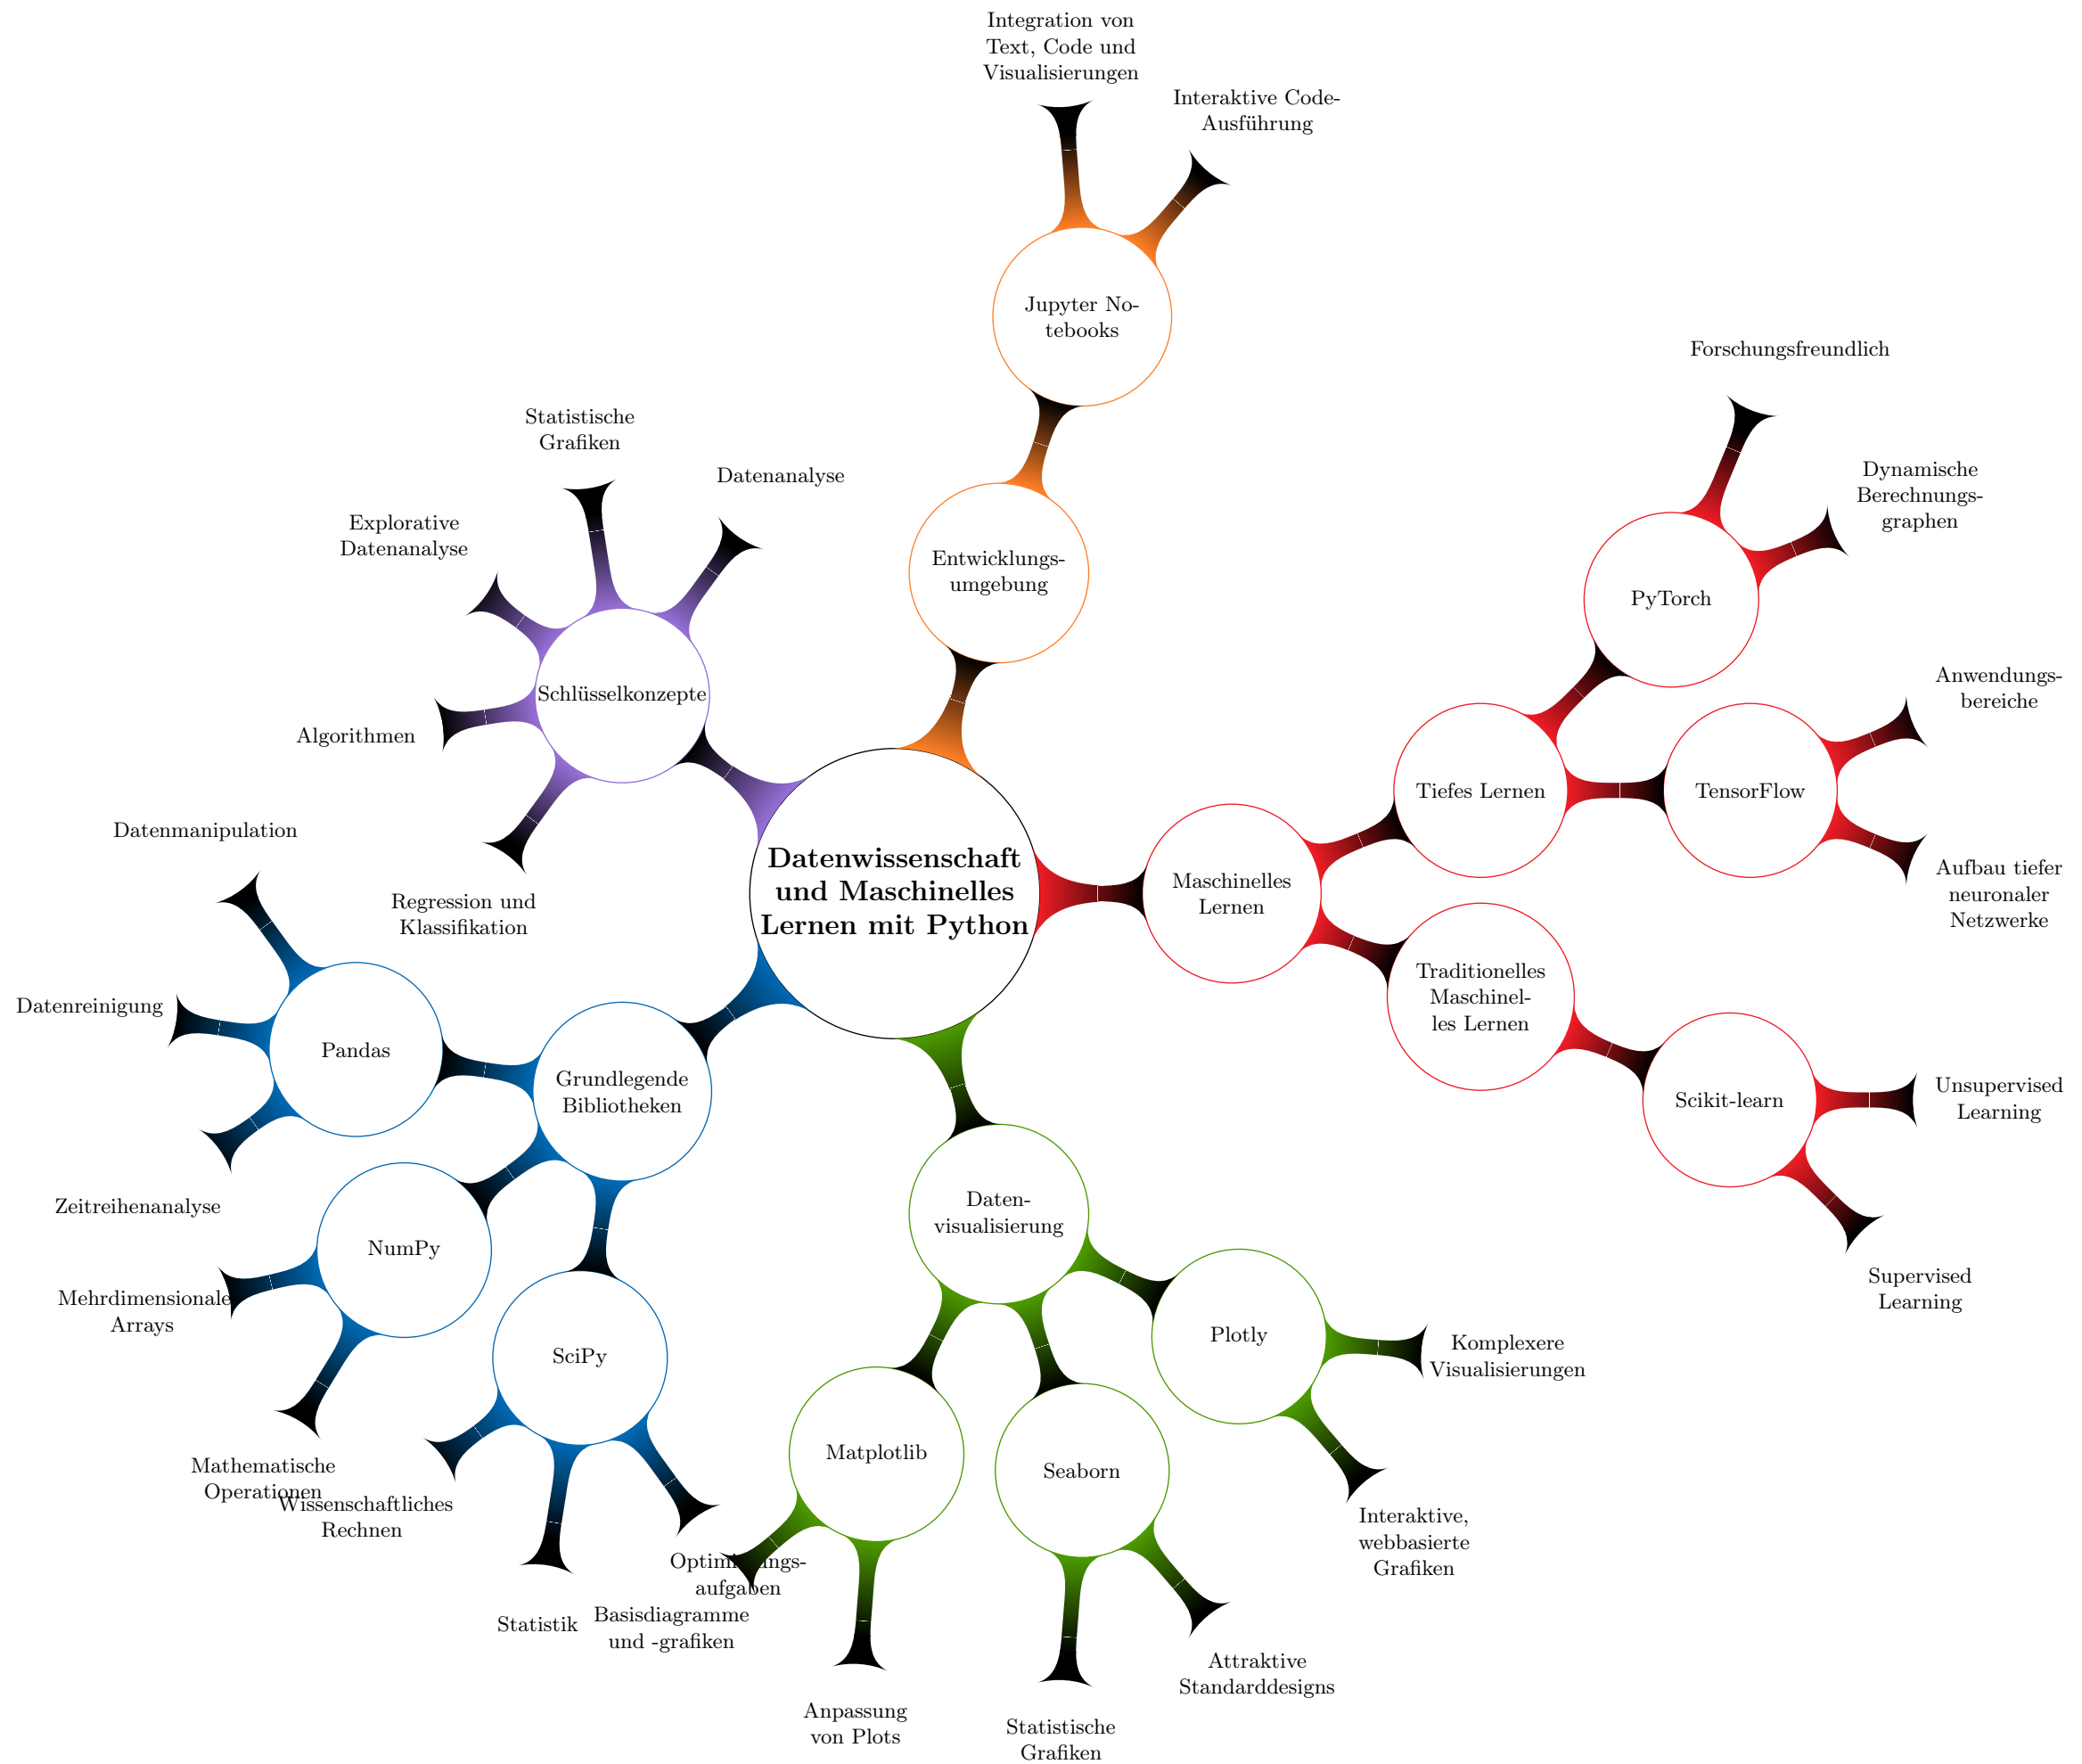 Integration von
Text, Code und
Visualisierungen
Interaktive Code-
Ausführung
Jupyter No-
tebooks
Entwicklungs-
umgebung
Statistische
Grafiken
Datenanalyse
Explorative
Datenanalyse
Schlüsselkonzepte
Algorithmen
Regression und
Klassifikation
Forschungsfreundlich
Dynamische
Berechnungs-
graphen
PyTorch
Anwendungs-
bereiche
Tiefes Lernen
TensorFlow
Aufbau tiefer
neuronaler
Netzwerke
Datenwissenschaft
und Maschinelles
Lernen mit Python
Maschinelles
Lernen
Traditionelles
Maschinel-
les Lernen
Scikit-learn
Unsupervised
Learning
Supervised
Learning
Datenmanipulation
Datenreinigung
Pandas
Zeitreihenanalyse
Grundlegende
Bibliotheken
NumPy
Mehrdimensionale
Arrays
Mathematische
Operationen
SciPy
Wissenschaftliches
Rechnen
Statistik
Optimierungs-
aufgaben
Daten-
visualisierung
Matplotlib
Basisdiagramme
und -grafiken
Anpassung
von Plots
Seaborn
Statistische
Grafiken
Attraktive
Standarddesigns
Plotly
Komplexere
Visualisierungen
Interaktive,
webbasierte
Grafiken